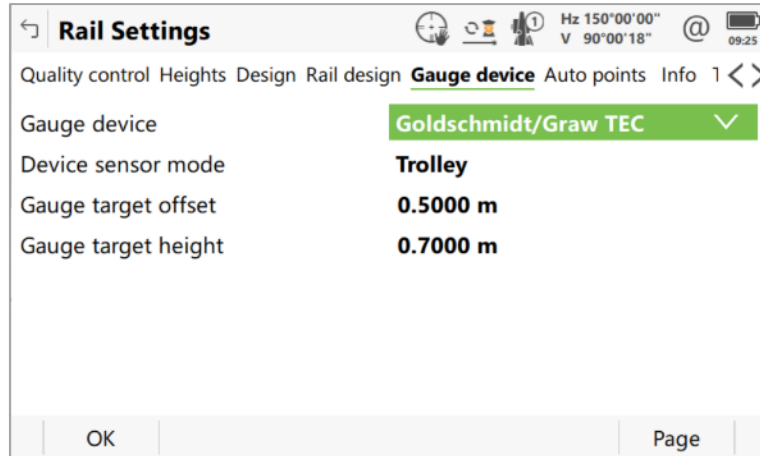 Rail Settings
1
Hz 150°00'00"
V 90°00'18"
@
09:25
Quality control Heights Design Rail design Gauge device Auto points Info
Gauge device Goldschmidt/Graw TEC
Device sensor mode Trolley
Gauge target offset 0.5000 m
Gauge target height 0.7000 m
OK Page